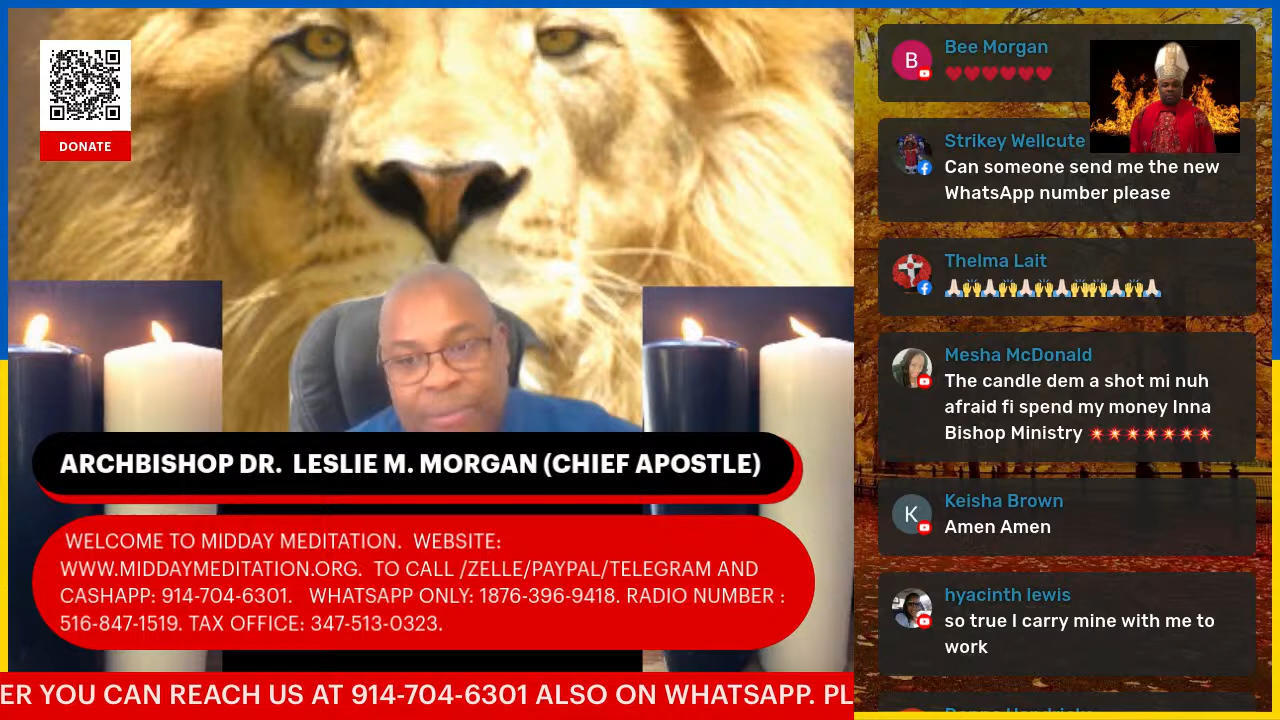 DONATE
ARCHBISHOP DR. LESLIE M. MORGAN (CHIEF APOSTLE)
WELCOME TO MIDDAY MEDITATION. WEBSITE:
WWW.MIDDAYMEDITATION.ORG. TO CALL /ZELLE/PAYPAL/TELEGRAM AND
CASHAPP: 914-704-6301. WHATSAPP ONLY: 1876-396-9418. RADIO NUMBER :
516-847-1519. TAX OFFICE: 347-513-0323.
ER YOU CAN REACH US AT 914-704-6301 ALSO ON WHATSAPP. PL
B
Bee Morgan
❤️❤️❤️❤️❤️❤️
Strikey Wellcute
Can someone send me the new
WhatsApp number please
Thelma Lait
Mesha McDonald
The candle dem a shot mi nuh
afraid fi spend my money Inna
Bishop Ministry 💥💥💥💥💥💥💥
K
Keisha Brown
Amen Amen
hyacinth lewis
so true I carry mine with me to
work